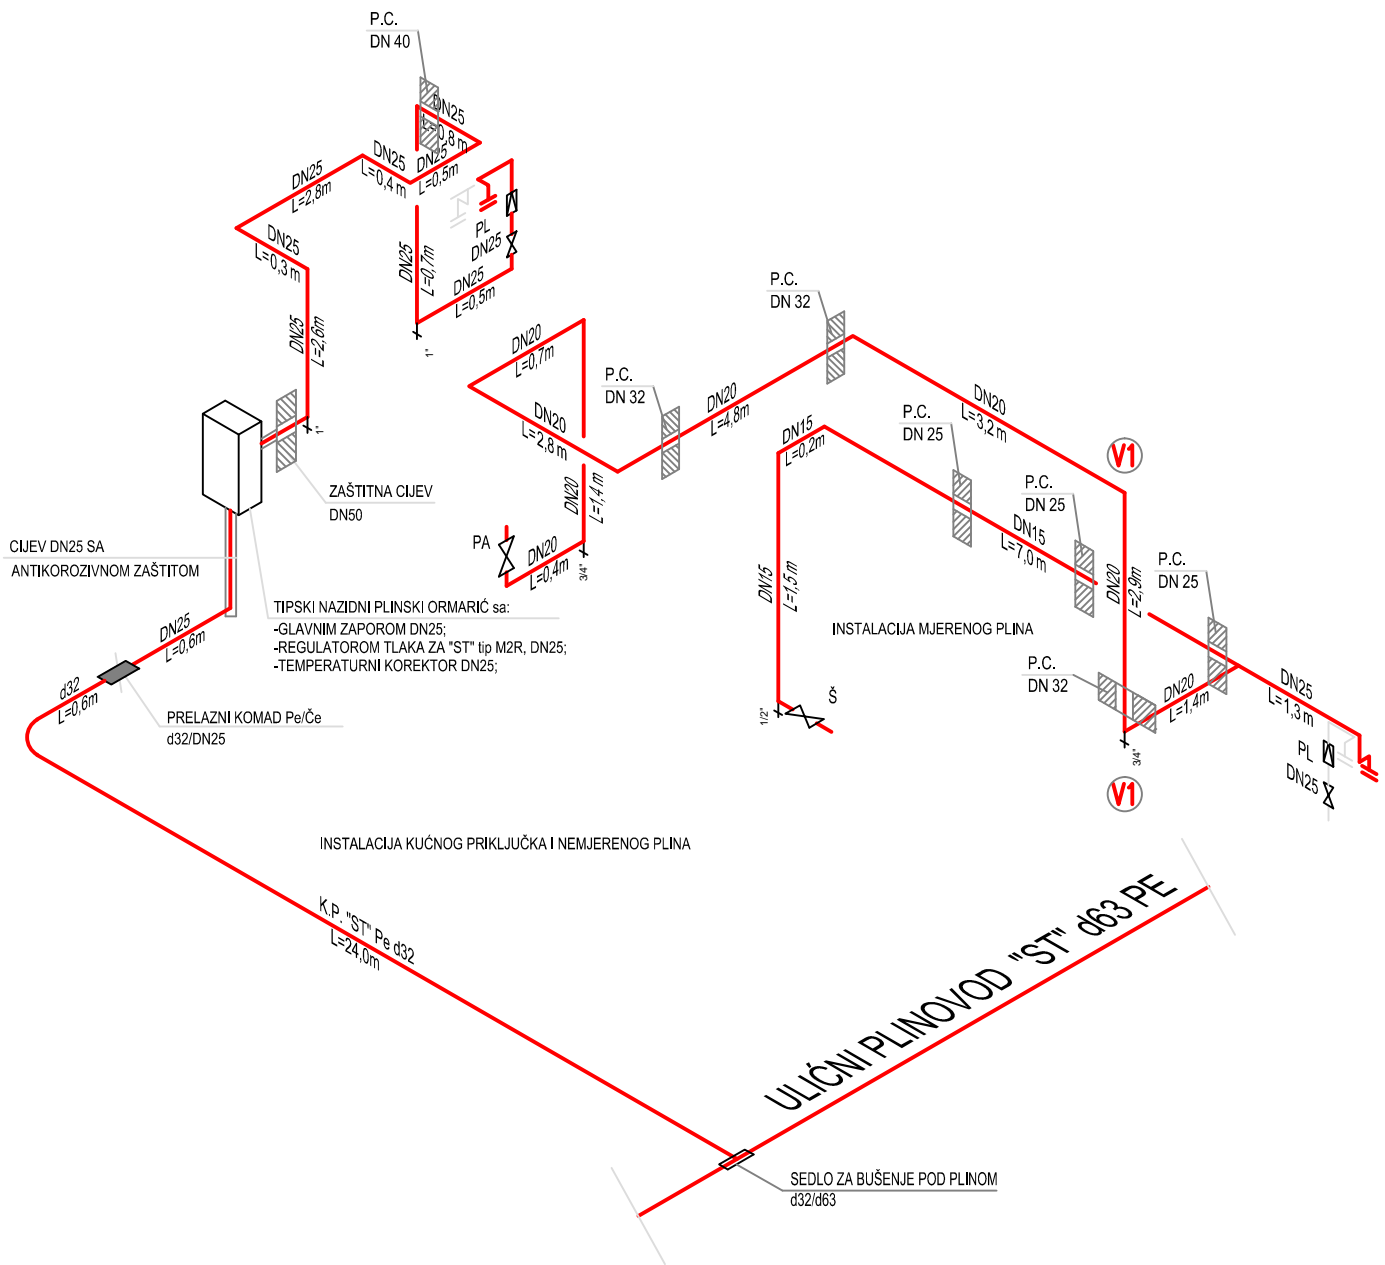 P.C.
DN 40
DN25
L=0,8 m
DN25
L=0,5m
DN25
L=0,4 m
DN25
L=2,8m
DN25
L=0,3 m
DN25
L=2,6m
1"
DN25
L=0,7m
1"
DN25
L=0,5m
PL
DN25
P.C.
DN 32
DN20
L=0,7m
DN20
L=2,8 m
P.C.
DN 32
DN20
L=4,8m
DN20
L=3,2 m
V1
DN15
L=0,2m
P.C.
DN 25
P.C.
DN 25
DN15
L=7,0 m
DN20
L=1,4 m
3/4"
PA
DN20
L=0,4m
DN15
L=1,5 m
1/2"
Š
DN20
L=2,9m
P.C.
DN 25
P.C.
DN 32
DN20
L=1,4m
3/4"
DN25
L=1,3 m
PL
DN25
V1
INSTALACIJA MJERENOG PLINA
ZAŠTITNA CIJEV
DN50
CIJEV DN25 SA
ANTIKOROZIVNOM ZAŠTITOM
TIPSKI NAZIDNI PLINSKI ORMARIĆ sa:
-GLAVNIM ZAPOROM DN25;
-REGULATOROM TLAKA ZA "ST" tip M2R, DN25;
-TEMPERATURNI KOREKTOR DN25;
DN25
L=0,6m
d32
L=0,6m
PRELAZNI KOMAD Pe/Če
d32/DN25
INSTALACIJA KUĆNOG PRIKLJUČKA I NEMJERENOG PLINA
K.P. "ST" Pe d32
L=24,0m
ULIĆNI PLINOVOD "ST" d63 PE
SEDLO ZA BUŠENJE POD PLINOM
d32/d63